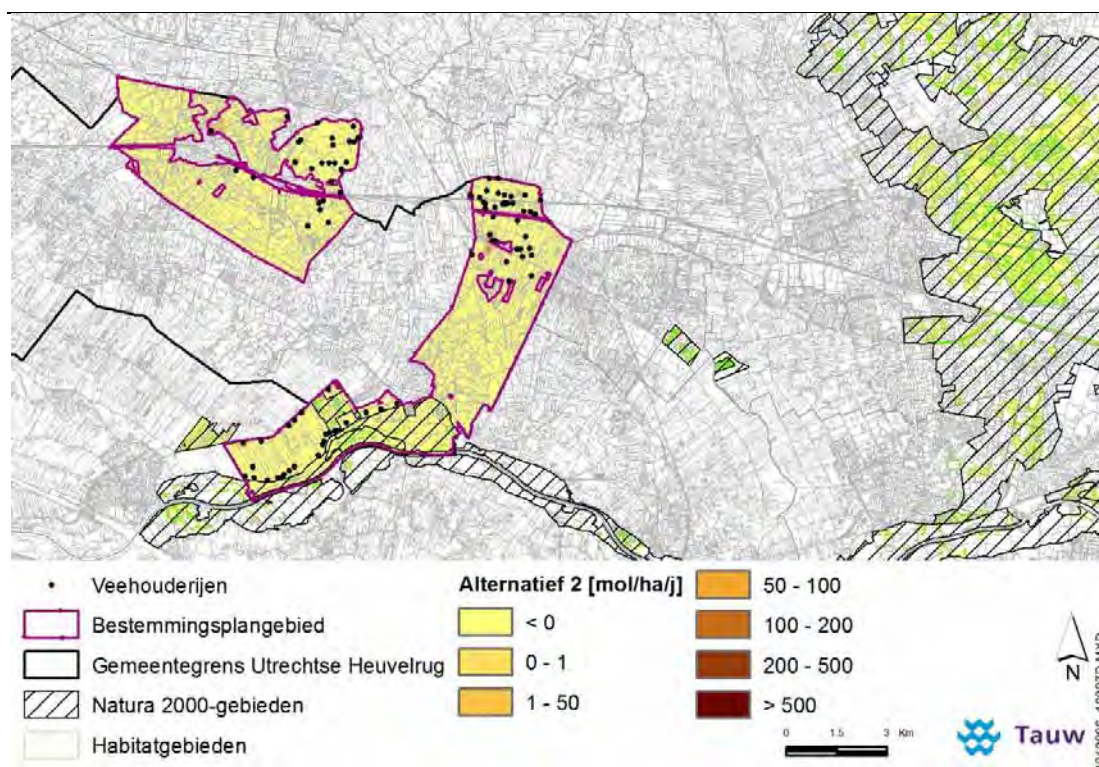 Veehouderijen
Bestemmingsplangebied
Gemeentegrens Utrechtse Heuvelrug
Natura 2000-gebieden
Habitatgebieden
Alternatief 2 [mol/ha/j]
< 0
0 - 1
1 - 50
50 - 100
100 - 200
200 - 500
> 500
N
0 1.5 3 Km
Tauw